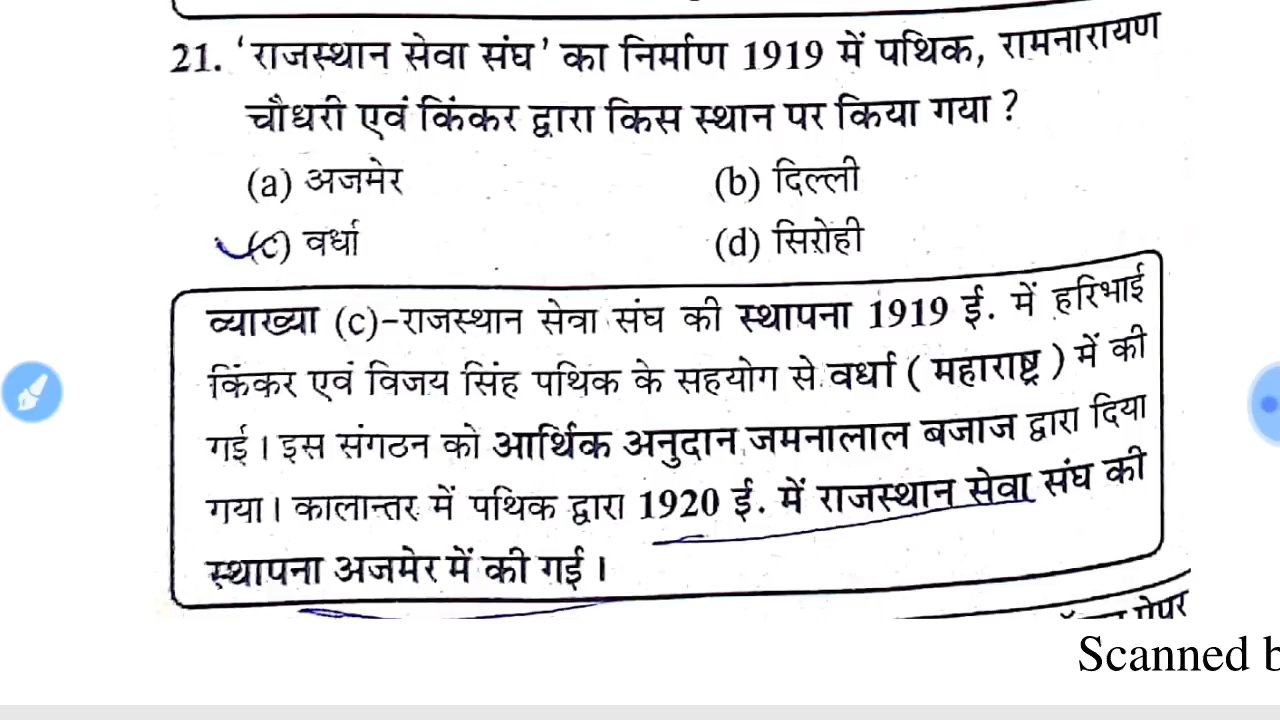 21. 'राजस्थान सेवा संघ' का निर्माण 1919 में पथिक, रामनारायण
चौधरी एवं किंकर द्वारा किस स्थान पर किया गया ?
(a) अजमेर (b) दिल्ली
(c) वर्धा (d) सिरोही
व्याख्या (c)-राजस्थान सेवा संघ की स्थापना 1919 ई. में हरिभाई
किंकर एवं विजय सिंह पथिक के सहयोग से वर्धा ( महाराष्ट्र ) में की
गई। इस संगठन को आर्थिक अनुदान जमनालाल बजाज द्वारा दिया
गया। कालान्तर में पथिक द्वारा 1920 ई. में राजस्थान सेवा संघ की
स्थापना अजमेर में की गई।
पेपर
Scanned b